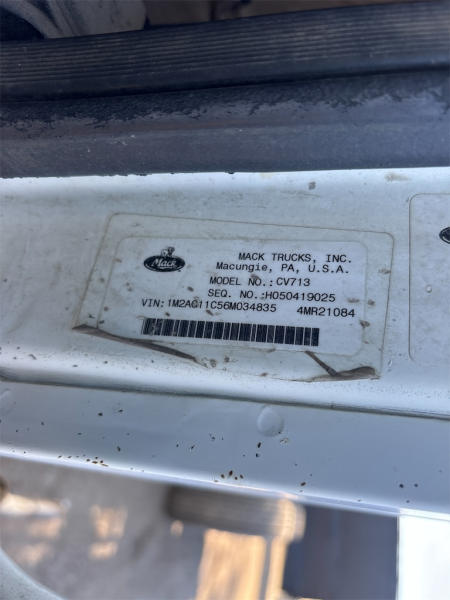 Mack
MACK TRUCKS, INC.
Macungie, PA, U.S.A.
MODEL NO.: CV713
SEQ. NO.:H050419025
VIN:1M2AG11C56M034835 4MR21084